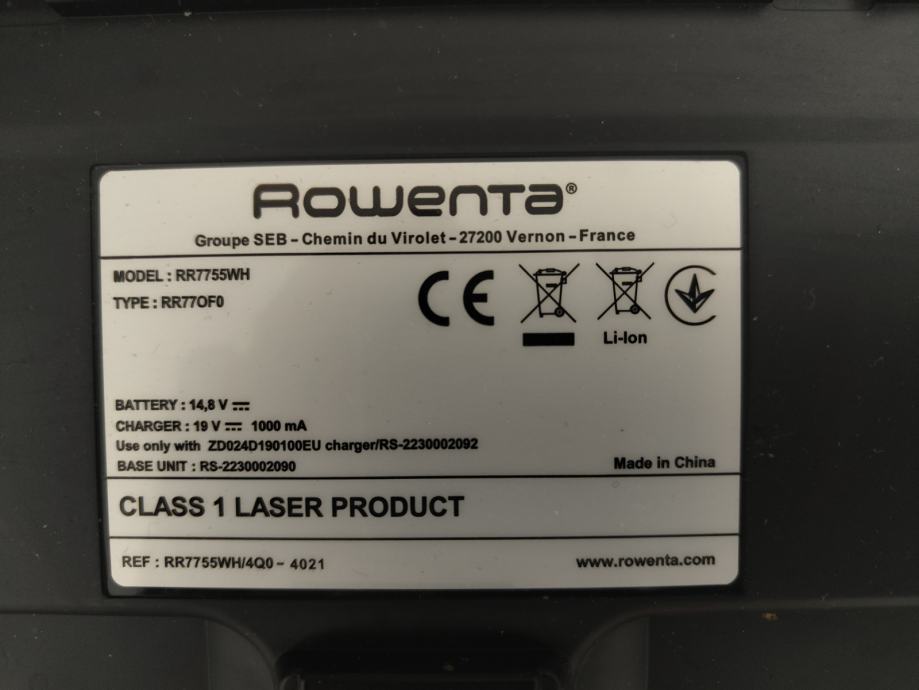 Rowenta®
Groupe SEB – Chemin du Virolet – 27200 Vernon – France
MODEL : RR7755WH
TYPE : RR77OF0
CE
Li-Ion
BATTERY : 14,8 V ⎓
CHARGER : 19 V ⎓ 1000 mA
Use only with ZD024D190100EU charger/RS-2230002092
BASE UNIT : RS-2230002090
Made in China
CLASS 1 LASER PRODUCT
REF : RR7755WH/4Q0 - 4021
www.rowenta.com